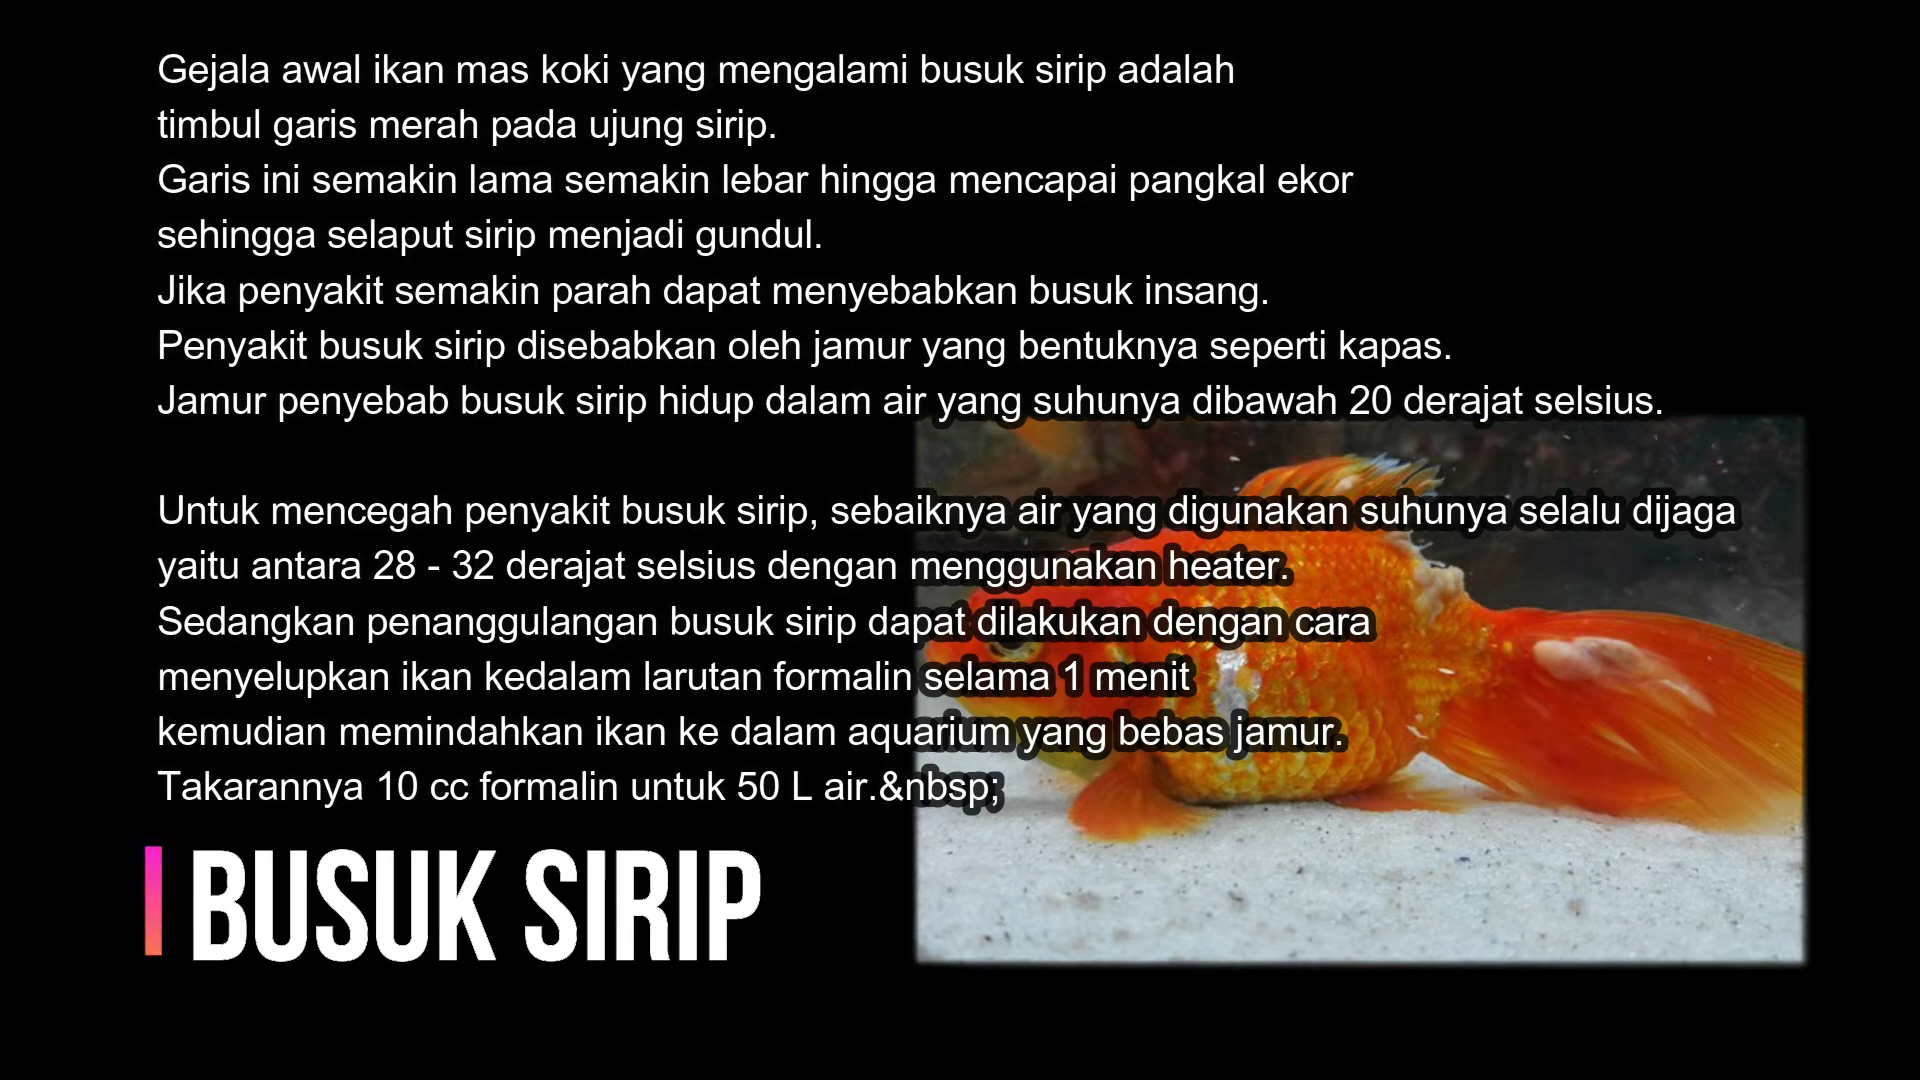 Gejala awal ikan mas koki yang mengalami busuk sirip adalah
timbul garis merah pada ujung sirip.
Garis ini semakin lama semakin lebar hingga mencapai pangkal ekor
sehingga selaput sirip menjadi gundul.
Jika penyakit semakin parah dapat menyebabkan busuk insang.
Penyakit busuk sirip disebabkan oleh jamur yang bentuknya seperti kapas.
Jamur penyebab busuk sirip hidup dalam air yang suhunya dibawah 20 derajat selsius.
Untuk mencegah penyakit busuk sirip, sebaiknya air yang digunakan suhunya selalu dijaga
yaitu antara 28 - 32 derajat selsius dengan menggunakan heater.
Sedangkan penanggulangan busuk sirip dapat dilakukan dengan cara
menyelupkan ikan kedalam larutan formalin selama 1 menit
kemudian memindahkan ikan ke dalam aquarium yang bebas jamur.
Takarannya 10 cc formalin untuk 50 L air.&nbsp;
BUSUK SIRIP